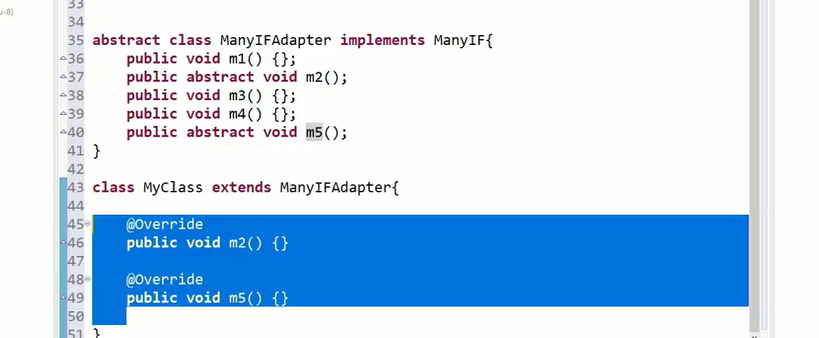 u-8]
33
34
35 abstract class ManyIFAdapter implements ManyIF{
36 public void m1() {};
37 public abstract void m2();
38 public void m3() {};
39 public void m4() {};
40 public abstract void m5();
41 }
42
43 class MyClass extends ManyIFAdapter{
44
45 @Override
46 public void m2() {}
47
48 @Override
49 public void m5() {}
50
51 }